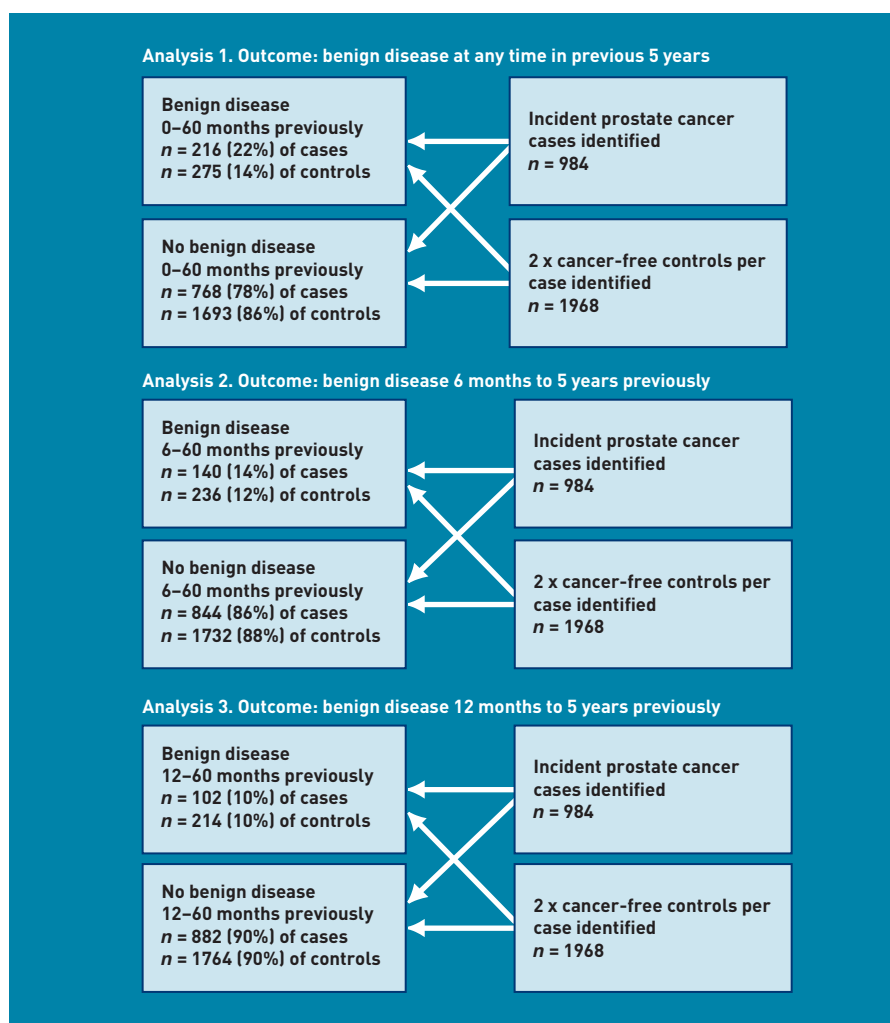 Analysis 1. Outcome: benign disease at any time in previous 5 years
Benign disease
0–60 months previously
n = 216 (22%) of cases
n = 275 (14%) of controls
Incident prostate cancer
cases identified
n = 984
No benign disease
0–60 months previously
n = 768 (78%) of cases
n = 1693 (86%) of controls
2 x cancer-free controls per
case identified
n = 1968
Analysis 2. Outcome: benign disease 6 months to 5 years previously
Benign disease
6–60 months previously
n = 140 (14%) of cases
n = 236 (12%) of controls
Incident prostate cancer
cases identified
n = 984
No benign disease
6–60 months previously
n = 844 (86%) of cases
n = 1732 (88%) of controls
2 x cancer-free controls per
case identified
n = 1968
Analysis 3. Outcome: benign disease 12 months to 5 years previously
Benign disease
12–60 months previously
n = 102 (10%) of cases
n = 214 (10%) of controls
Incident prostate cancer
cases identified
n = 984
No benign disease
12–60 months previously
n = 882 (90%) of cases
n = 1764 (90%) of controls
2 x cancer-free controls per
case identified
n = 1968